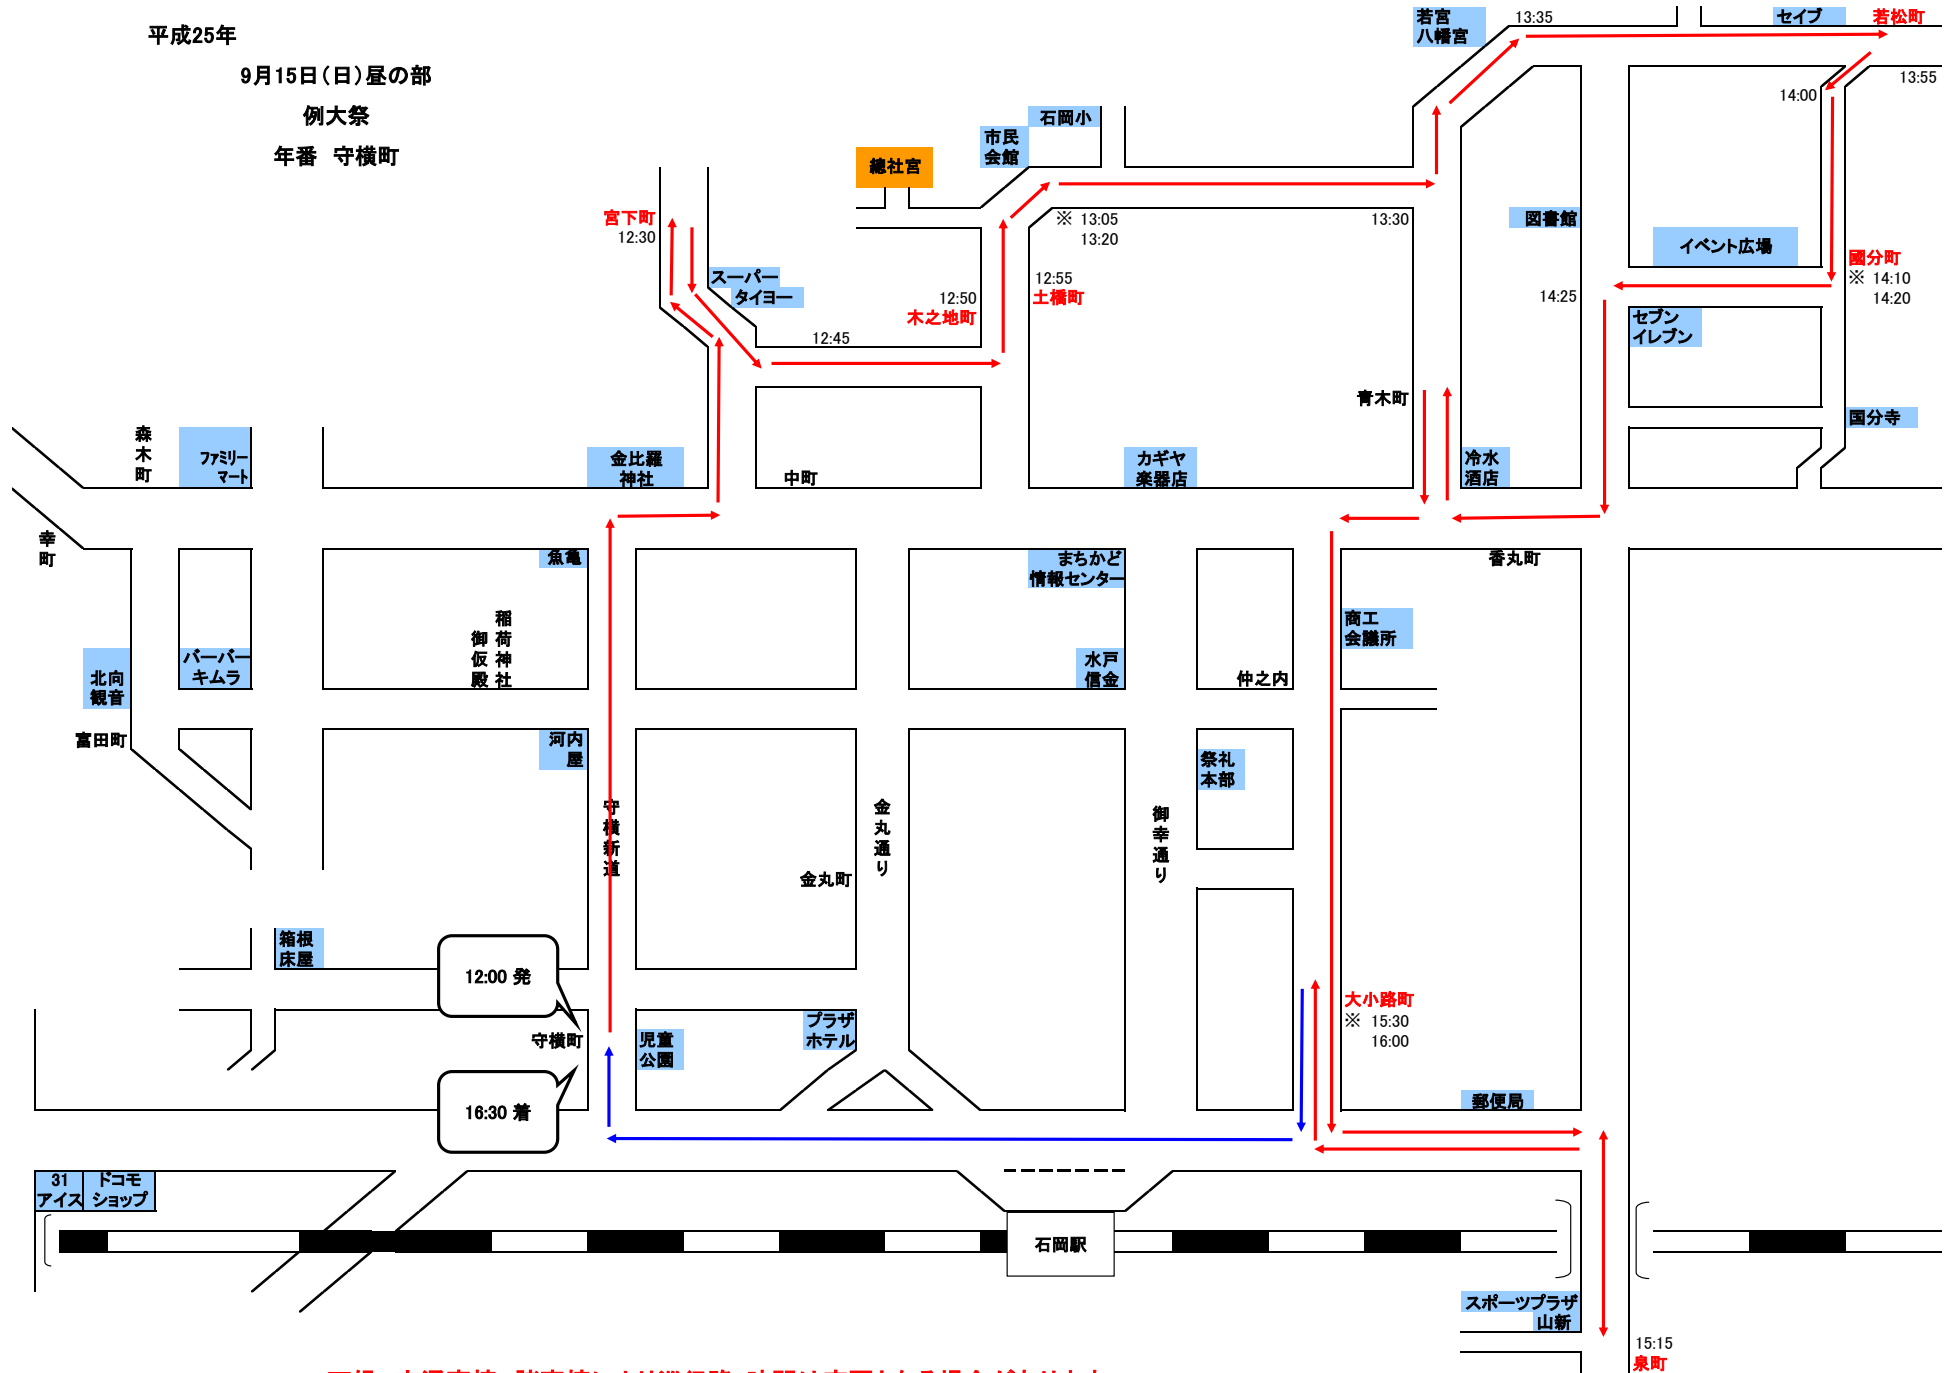 平成25年
9月15日(日)昼の部
例大祭
年番 守横町
若宮
八幡宮
13:35
セイブ
若松町
13:55
14:00
石岡小
市民
会館
總社宮
宮下町
12:30
※ 13:05
13:20
13:30
図書館
イベント広場
國分町
※ 14:10
14:20
スーパー
タイヨー
12:50
木之地町
12:55
土橋町
14:25
セブン
イレブン
12:45
青木町
国分寺
森木町
ファミリー
マート
金比羅
神社
中町
カギヤ
楽器店
冷水
酒店
幸町
魚亀
まちかど
情報センター
香丸町
稲荷神社
御仮殿
商工
会議所
北向
観音
バーバー
キムラ
水戸
信金
仲之内
富田町
河内
屋
祭礼
本部
守横新道
金丸通り
御幸通り
金丸町
箱根
床屋
12:00 発
大小路町
※ 15:30
16:00
守横町
児童
公園
プラザ
ホテル
16:30 着
郵便局
31
アイス
ドコモ
ショップ
石岡駅
スポーツプラザ
山新
15:15
泉町